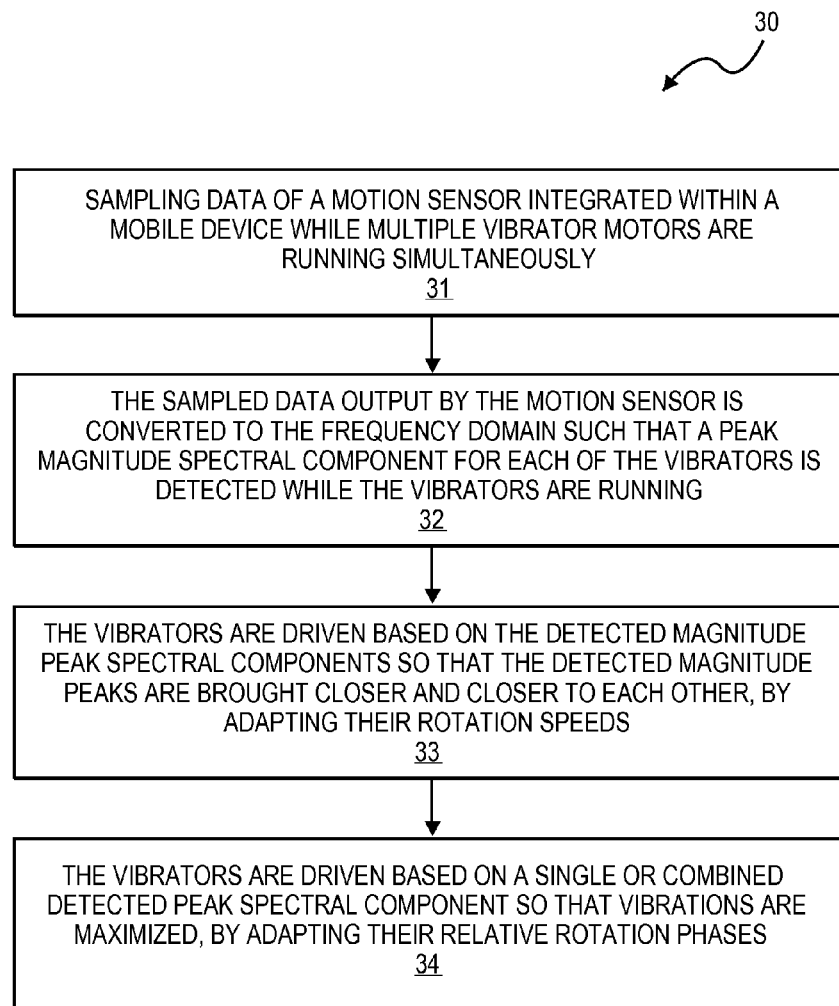 30
SAMPLING DATA OF A MOTION SENSOR INTEGRATED WITHIN A
MOBILE DEVICE WHILE MULTIPLE VIBRATOR MOTORS ARE
RUNNING SIMULTANEOUSLY
31
THE SAMPLED DATA OUTPUT BY THE MOTION SENSOR IS
CONVERTED TO THE FREQUENCY DOMAIN SUCH THAT A PEAK
MAGNITUDE SPECTRAL COMPONENT FOR EACH OF THE VIBRATORS IS
DETECTED WHILE THE VIBRATORS ARE RUNNING
32
THE VIBRATORS ARE DRIVEN BASED ON THE DETECTED MAGNITUDE
PEAK SPECTRAL COMPONENTS SO THAT THE DETECTED MAGNITUDE
PEAKS ARE BROUGHT CLOSER AND CLOSER TO EACH OTHER, BY
ADAPTING THEIR ROTATION SPEEDS
33
THE VIBRATORS ARE DRIVEN BASED ON A SINGLE OR COMBINED
DETECTED PEAK SPECTRAL COMPONENT SO THAT VIBRATIONS ARE
MAXIMIZED, BY ADAPTING THEIR RELATIVE ROTATION PHASES
34